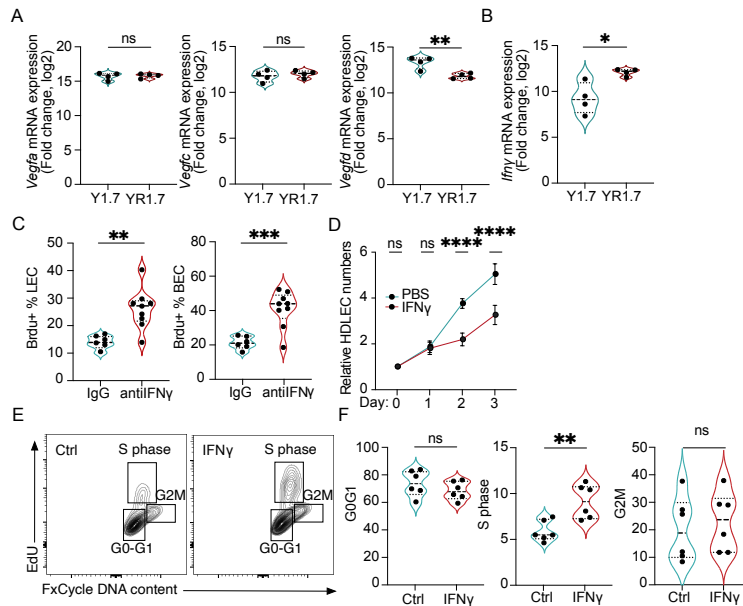 A
B
ns
ns
**
*
Vegfa mRNA expression
(Fold change, log2)
20
15
10
5
0
Y1.7 YR1.7
Vegfc mRNA expression
(Fold change, log2)
15
10
5
0
Y1.7 YR1.7
Vegfd mRNA expression
(Fold change, log2)
15
10
5
0
Y1.7 YR1.7
Ifnγ mRNA expression
(Fold change, log2)
15
10
5
0
Y1.7 YR1.7
C
**
Brdu+ % LEC
50
40
30
20
10
0
IgG antiIFNγ
***
Brdu+ % BEC
80
60
40
20
0
IgG antiIFNγ
D
ns ns **** ****
Relative HDLEC numbers
6
4
2
0
PBS
IFNγ
Day: 0 1 2 3
E
EdU
Ctrl
S phase
G2M
G0-G1
IFNγ
S phase
G2M
G0-G1
FxCycle DNA content
F
ns
G0G1
100
80
60
40
20
0
Ctrl IFNγ
**
S phase
15
10
5
0
Ctrl IFNγ
ns
G2M
50
40
30
20
10
0
Ctrl IFNγ